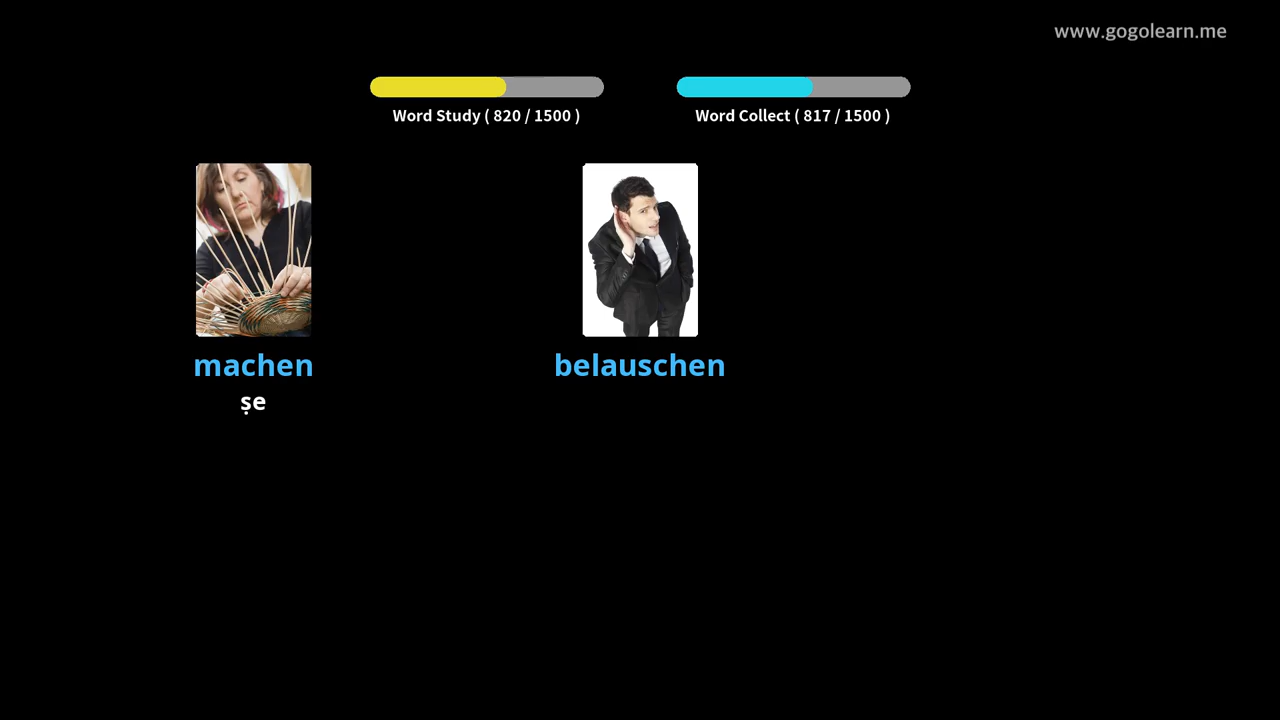 www.gogolearn.me
Word Study ( 820 / 1500 )
Word Collect ( 817 / 1500 )
machen
ṣe
belauschen